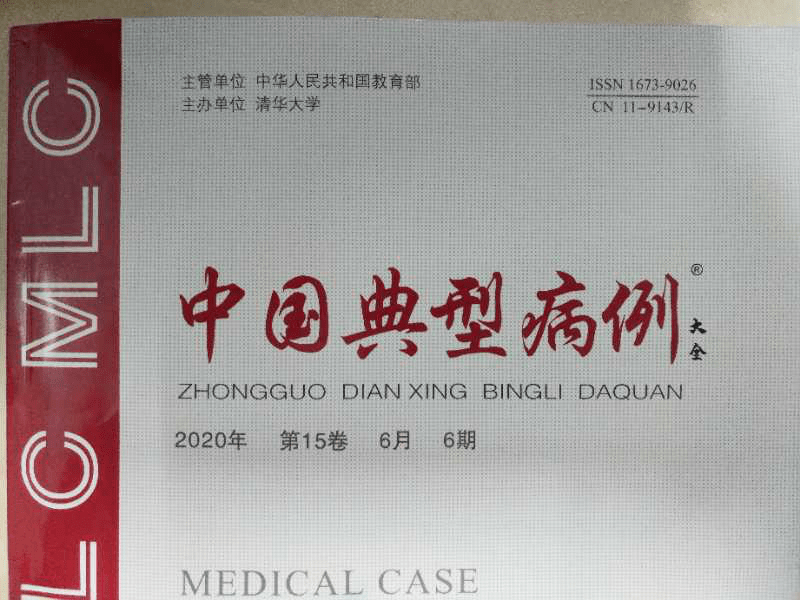 主管单位 中华人民共和国教育部
主办单位 清华大学
ISSN 1673-9026
CN 11-9143/R
中国典型病例®大全
ZHONGGUO DIAN XING BINGLI DAQUAN
2020年 第15卷 6月 6期
MEDICAL CASE
LCMLC